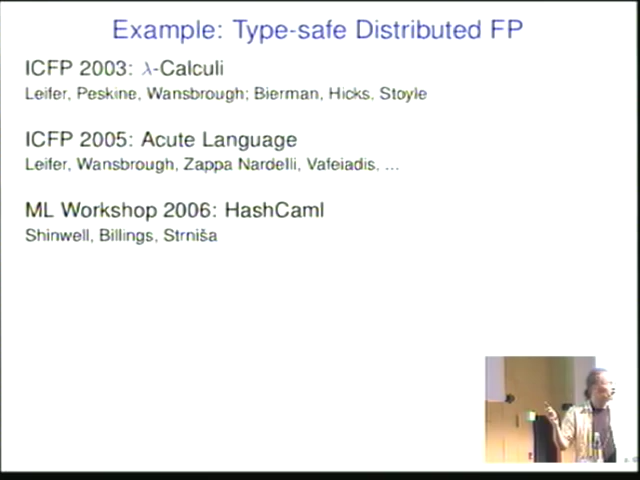 Example: Type-safe Distributed FP
ICFP 2003: λ-Calculi
Leifer, Peskine, Wansbrough; Bierman, Hicks, Stoyle
ICFP 2005: Acute Language
Leifer, Wansbrough, Zappa Nardelli, Vafeiadis, ...
ML Workshop 2006: HashCaml
Shinwell, Billings, Strniša